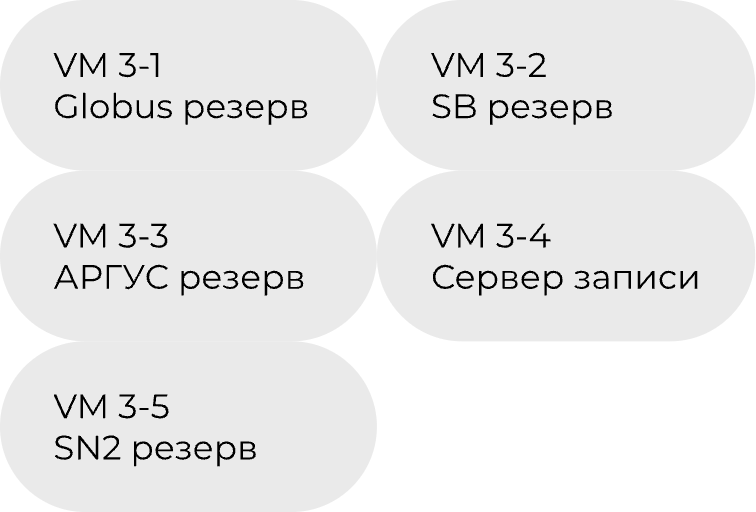 VM 3-1
Globus резерв
VM 3-2
SB резерв
VM 3-3
АРГУС резерв
VM 3-4
Сервер записи
VM 3-5
SN2 резерв